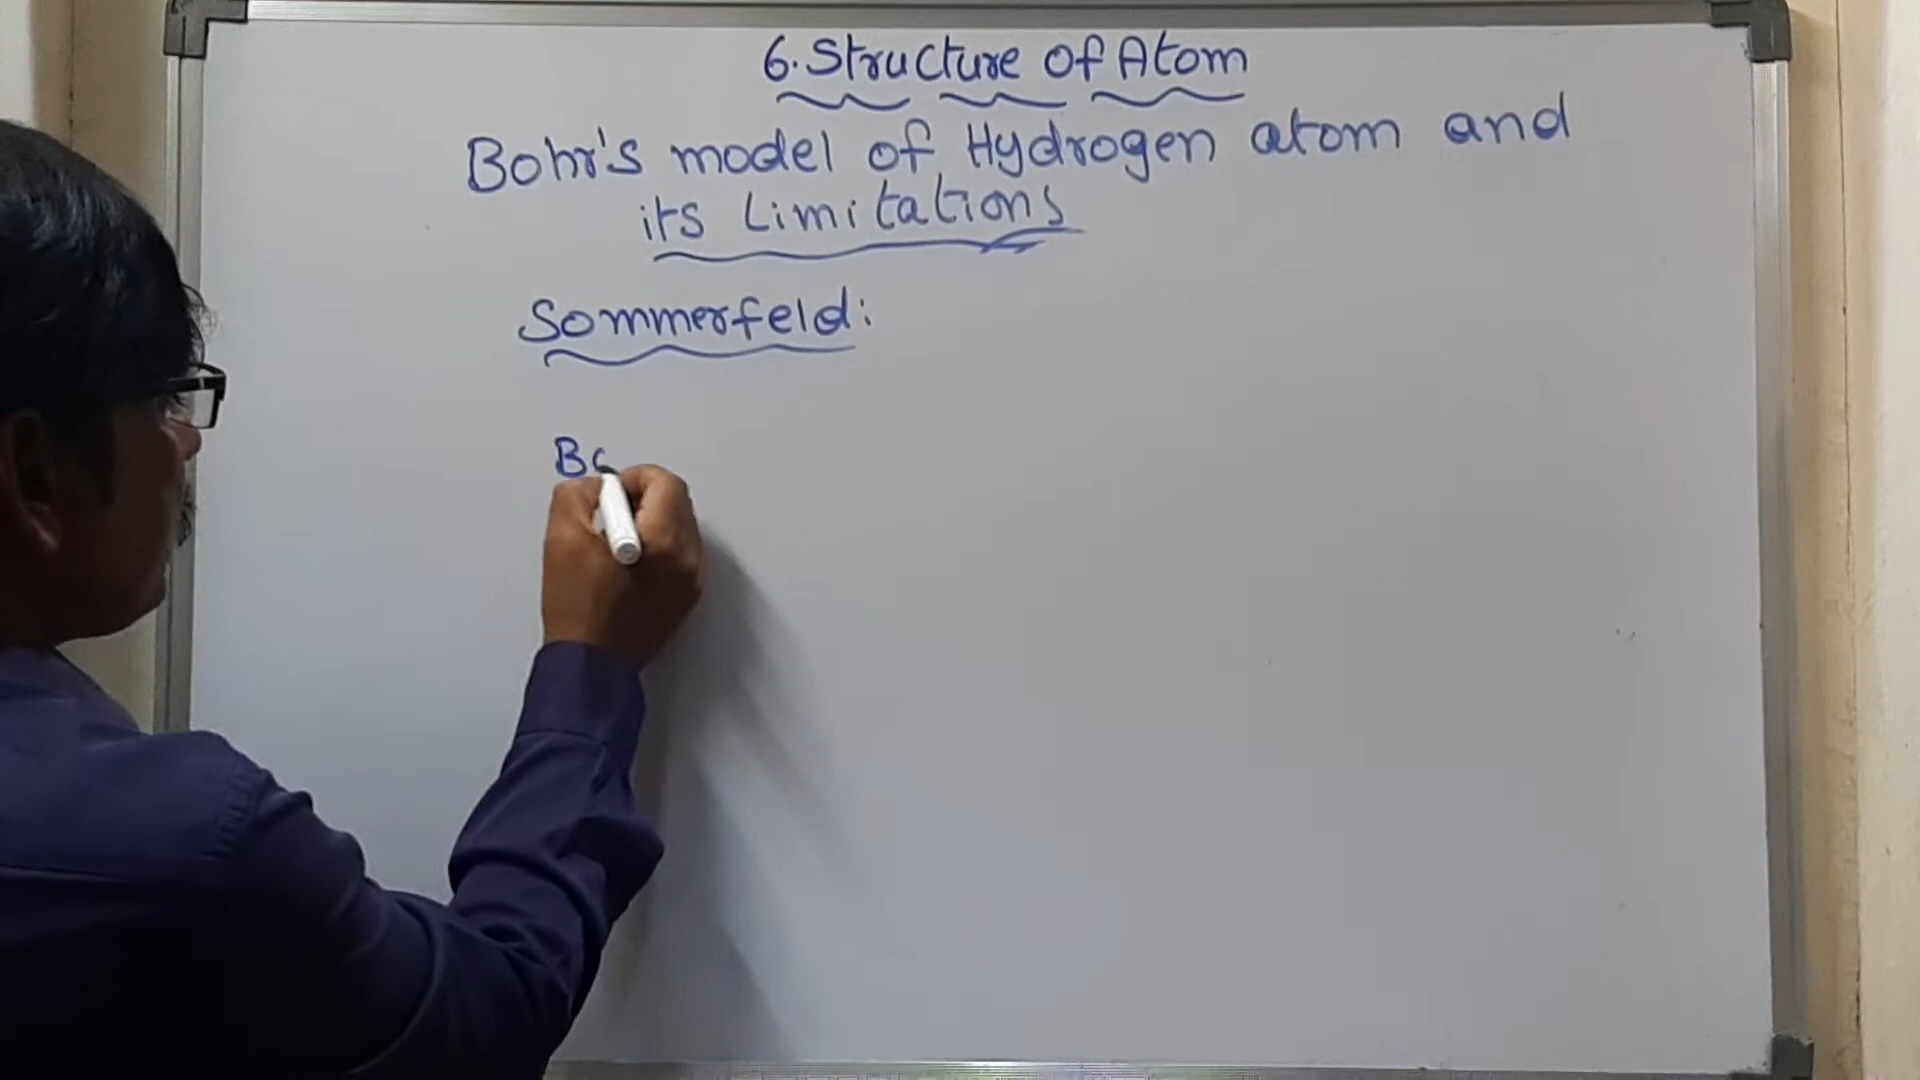 6. Structure of Atom
Bohr's model of Hydrogen atom and
its Limitations
Sommerfeld: